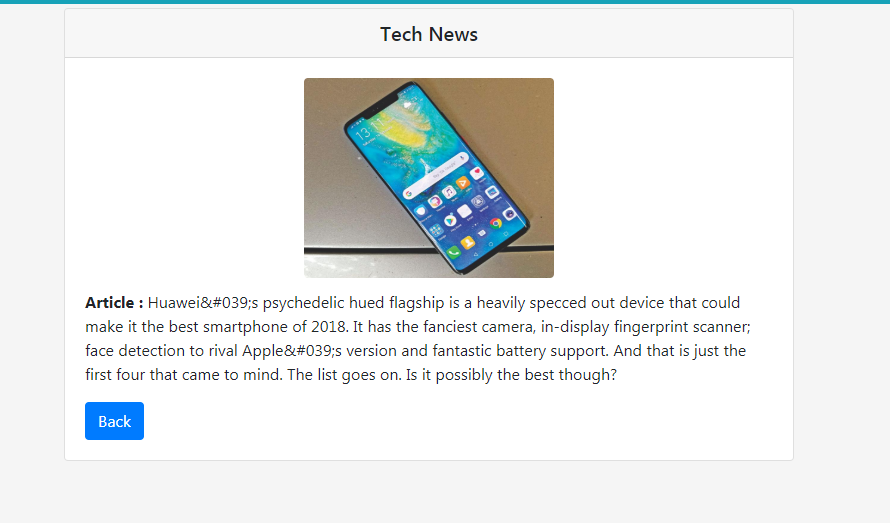 Tech News
13
Article : Huawei&#039;s psychedelic hued flagship is a heavily specced out device that could
make it the best smartphone of 2018. It has the fanciest camera, in-display fingerprint scanner;
face detection to rival Apple&#039;s version and fantastic battery support. And that is just the
first four that came to mind. The list goes on. Is it possibly the best though?
Back